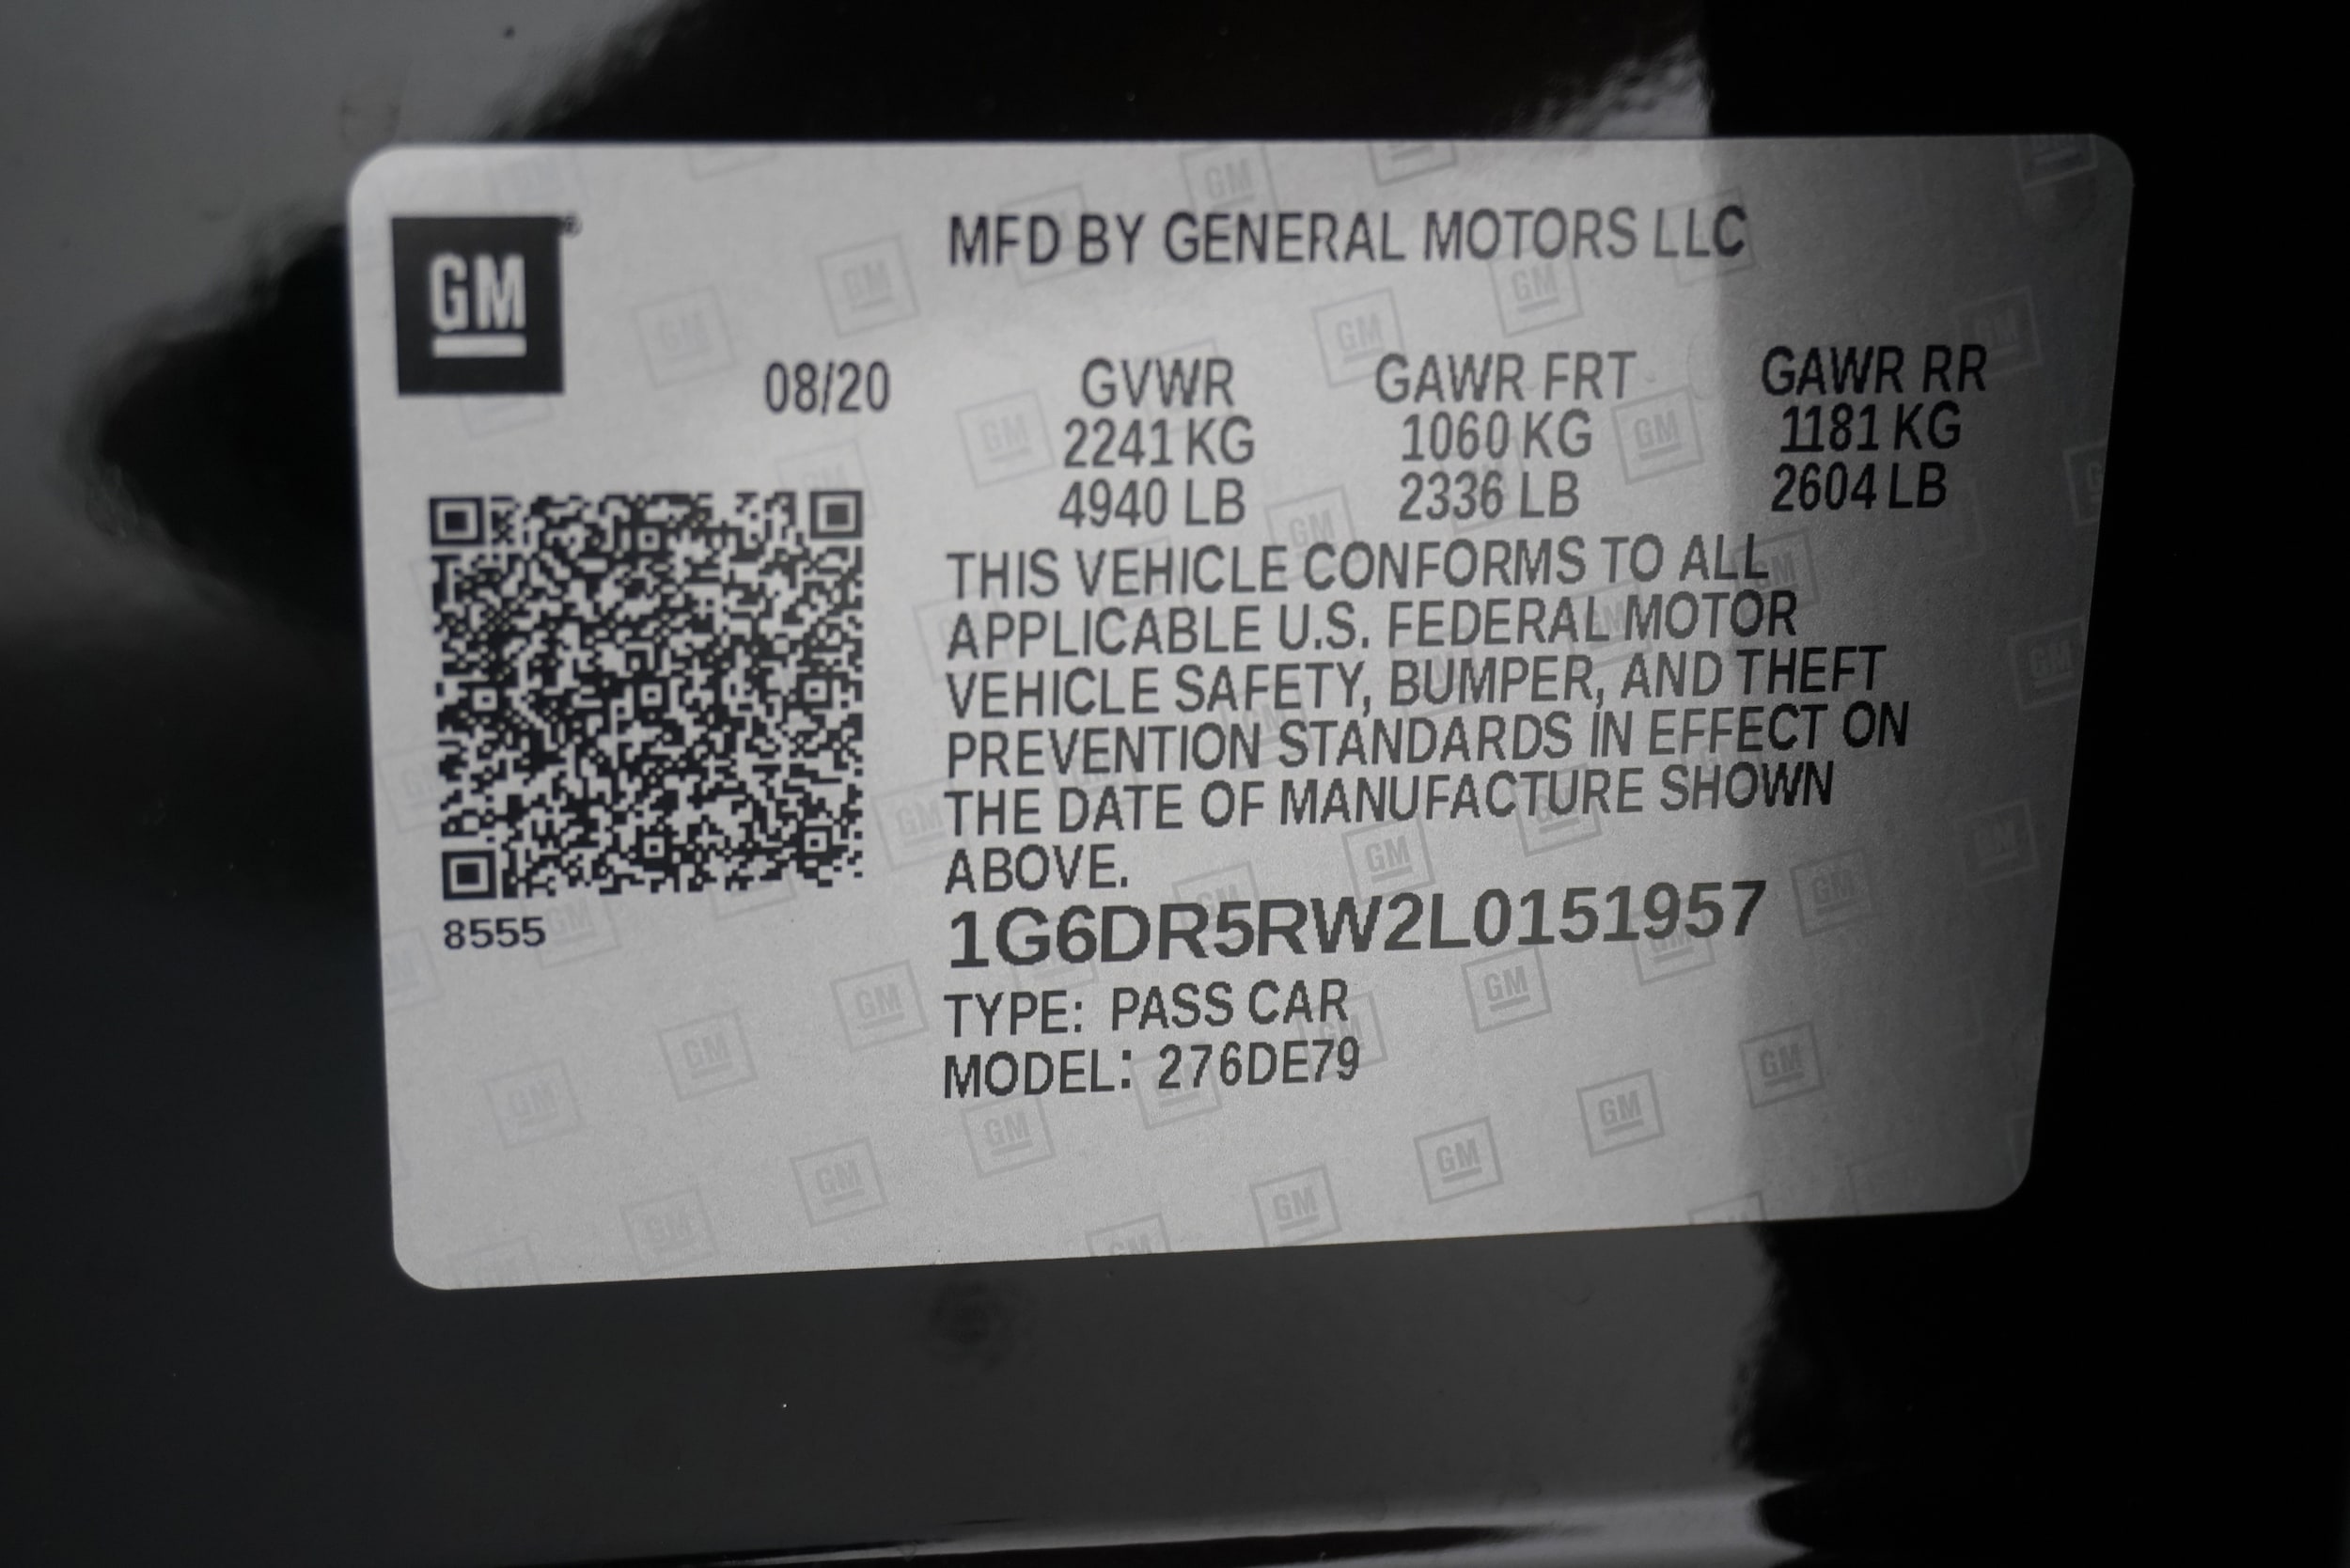 GM
MFD BY GENERAL MOTORS LLC
08/20 GVWR GAWR FRT GAWR RR
2241 KG 1060 KG 1181 KG
4940 LB 2336 LB 2604 LB
THIS VEHICLE CONFORMS TO ALL
APPLICABLE U.S. FEDERAL MOTOR
VEHICLE SAFETY, BUMPER, AND THEFT
PREVENTION STANDARDS IN EFFECT ON
THE DATE OF MANUFACTURE SHOWN
ABOVE.
8555
1G6DR5RW2L0151957
TYPE: PASS CAR
MODEL: 276DE79